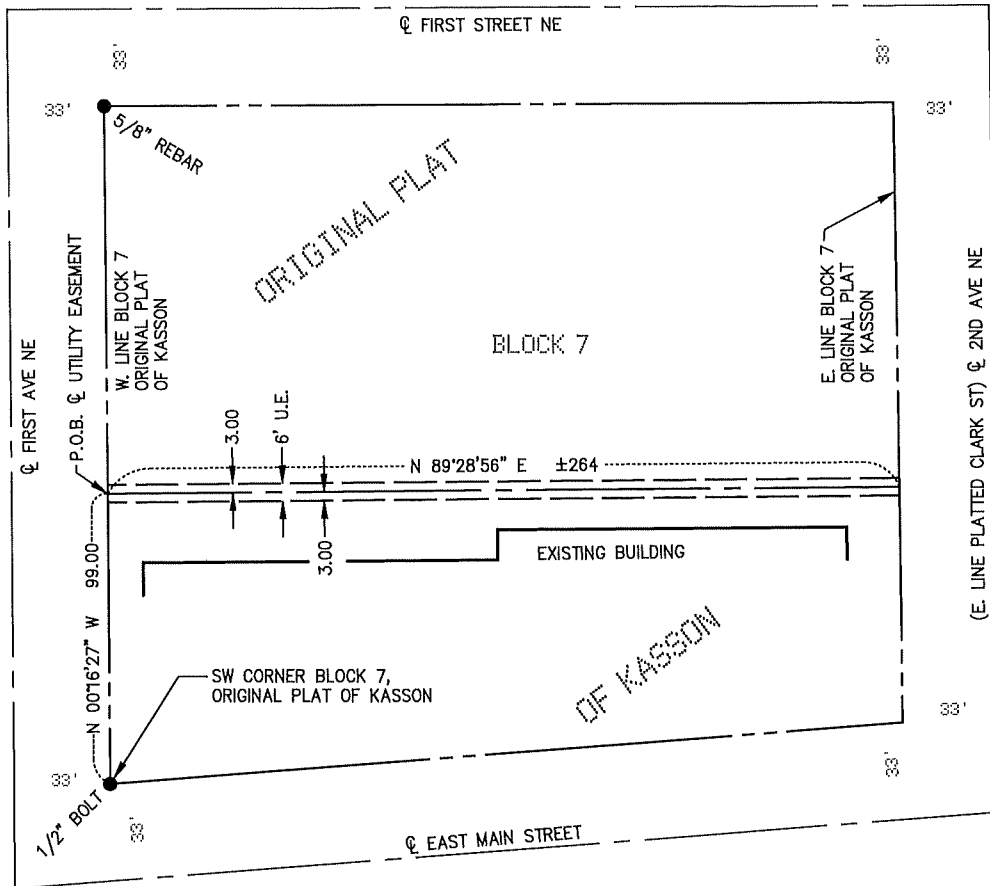 ℄ FIRST STREET NE
33'
33'
33'
33'
5/8" REBAR
ORIGINAL PLAT
W. LINE BLOCK 7
ORIGINAL PLAT
OF KASSON
P.O.B. ℄ UTILITY EASEMENT
℄ FIRST AVE NE
BLOCK 7
E. LINE BLOCK 7
ORIGINAL PLAT
OF KASSON
(E. LINE PLATTED CLARK ST) ℄ 2ND AVE NE
3.00
6' U.E.
N 89°28'56" E ±264
3.00
EXISTING BUILDING
N 00°16'27" W 99.00
SW CORNER BLOCK 7,
ORIGINAL PLAT OF KASSON
OF KASSON
33'
33'
33'
33'
1/2" BOLT
℄ EAST MAIN STREET